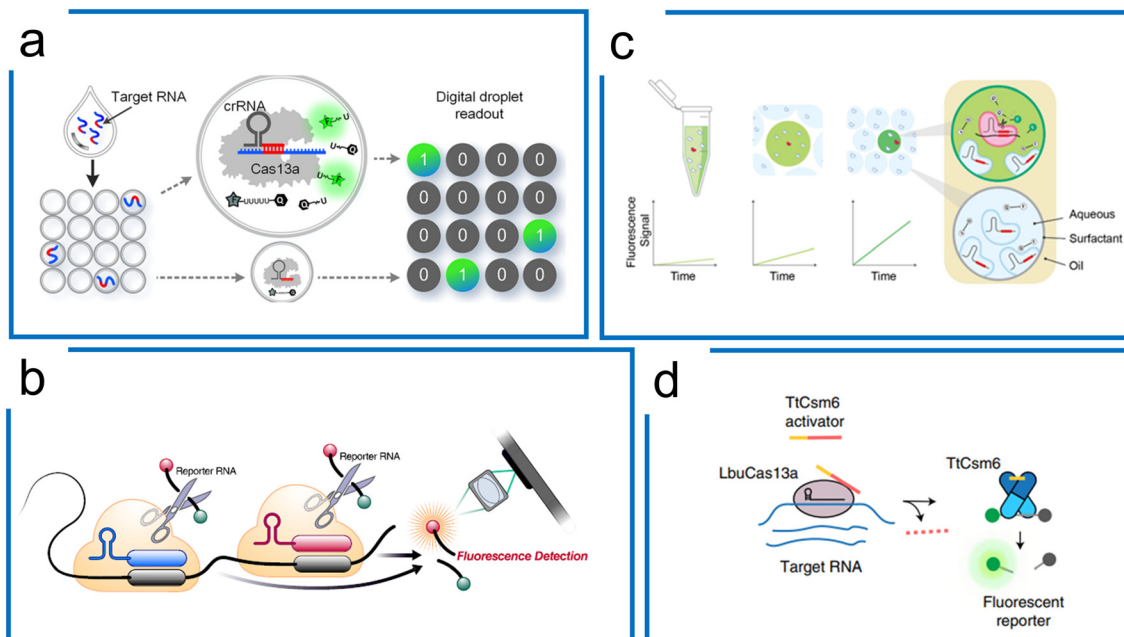 a
Target RNA
crRNA
Cas13a
F
U
U
Q
F
U
F
UUUUU
Q
Q
U
Digital droplet
readout
1 0 0 0
0 0 0 0
0 0 0 1
0 1 0 0
c
Fluorescence
Signal
Time
Time
Time
Aqueous
Surfactant
Oil
b
Reporter RNA
Reporter RNA
Fluorescence Detection
d
TtCsm6
activator
LbuCas13a
Target RNA
TtCsm6
Fluorescent
reporter